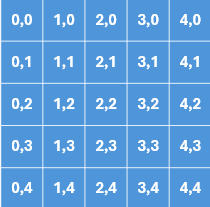 0,0 1,0 2,0 3,0 4,0
0,1 1,1 2,1 3,1 4,1
0,2 1,2 2,2 3,2 4,2
0,3 1,3 2,3 3,3 4,3
0,4 1,4 2,4 3,4 4,4